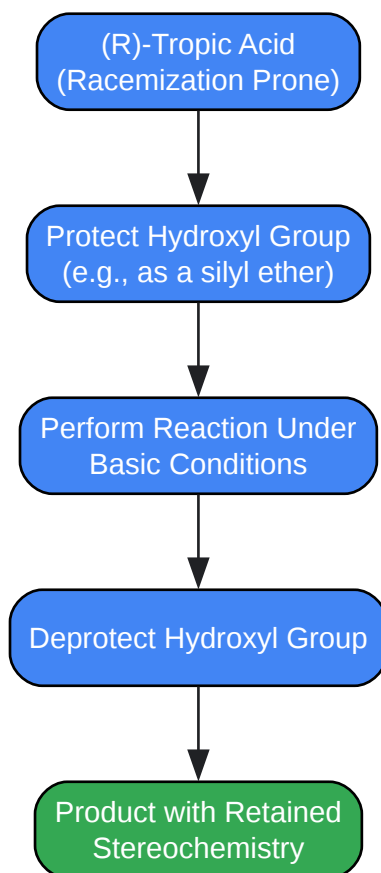 (R)-Tropic Acid
(Racemization Prone)
Protect Hydroxyl Group
(e.g., as a silyl ether)
Perform Reaction Under
Basic Conditions
Deprotect Hydroxyl Group
Product with Retained
Stereochemistry